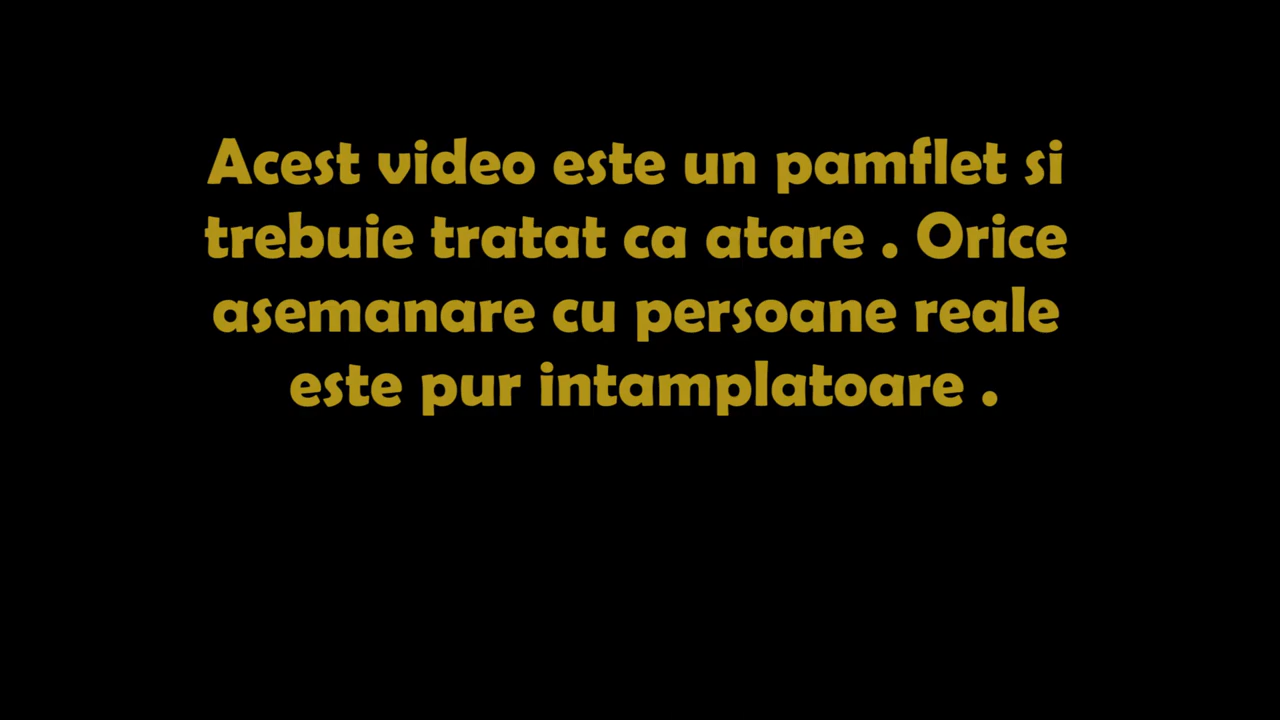 Acest video este un pamflet si
trebuie tratat ca atare . Orice
asemanare cu persoane reale
este pur intamplatoare .